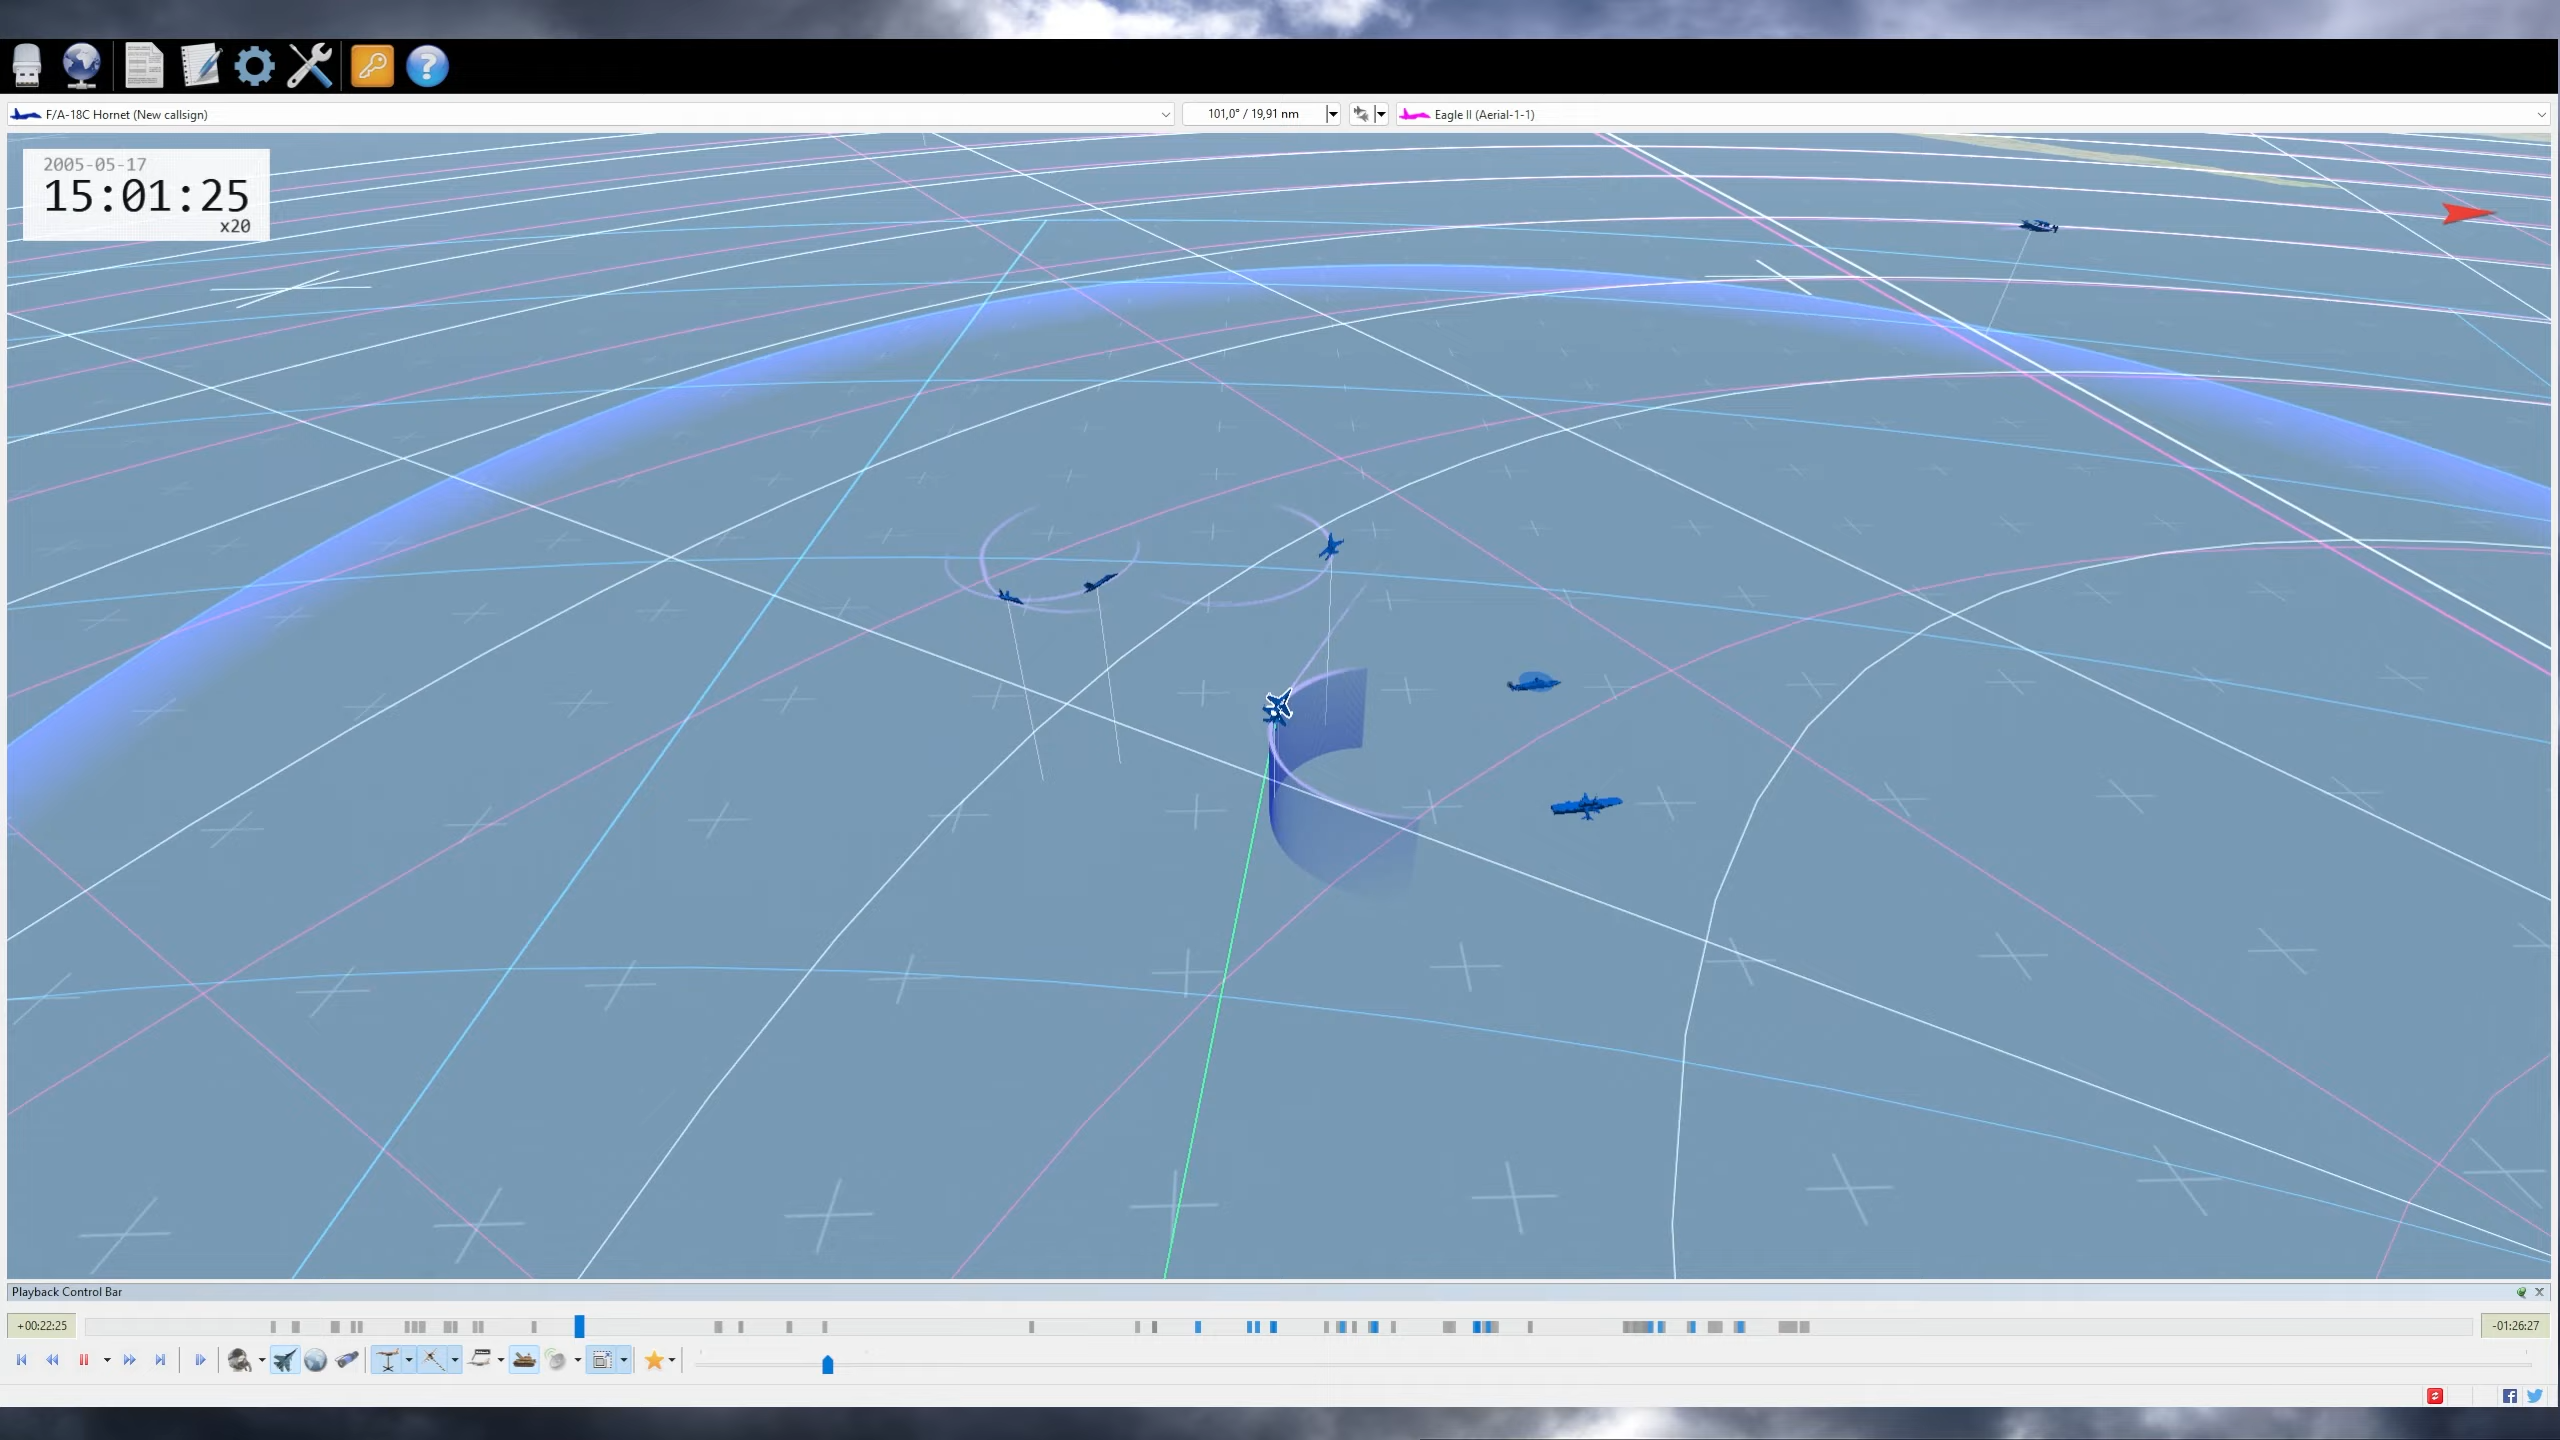 F/A-18C Hornet (New callsign)
101,0° / 19,91 nm
Eagle II (Aerial-1-1)
2005-05-17
15:01:25
x20
Playback Control Bar
+00:22:25
-01:26:27